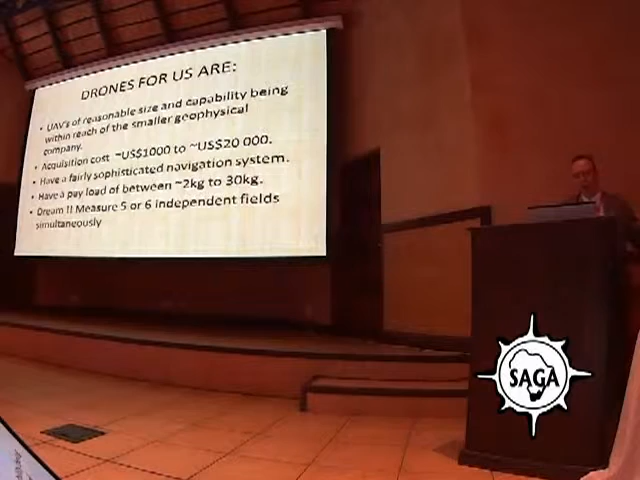 DRONES FOR US ARE:
• UAV's of reasonable size and capability being
within reach of the smaller geophysical
company.
• Acquisition cost ~US$1000 to ~US$20 000.
• Have a fairly sophisticated navigation system.
• Have a pay load of between ~2kg to 30kg.
• Dream !! Measure 5 or 6 independent fields
simultaneously
SAGA